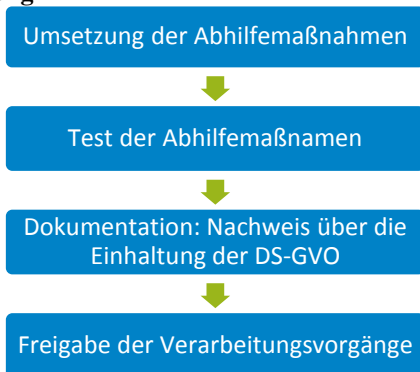 Umsetzung der Abhilfemaßnahmen
Test der Abhilfemaßnamen
Dokumentation: Nachweis über die
Einhaltung der DS-GVO
Freigabe der Verarbeitungsvorgänge